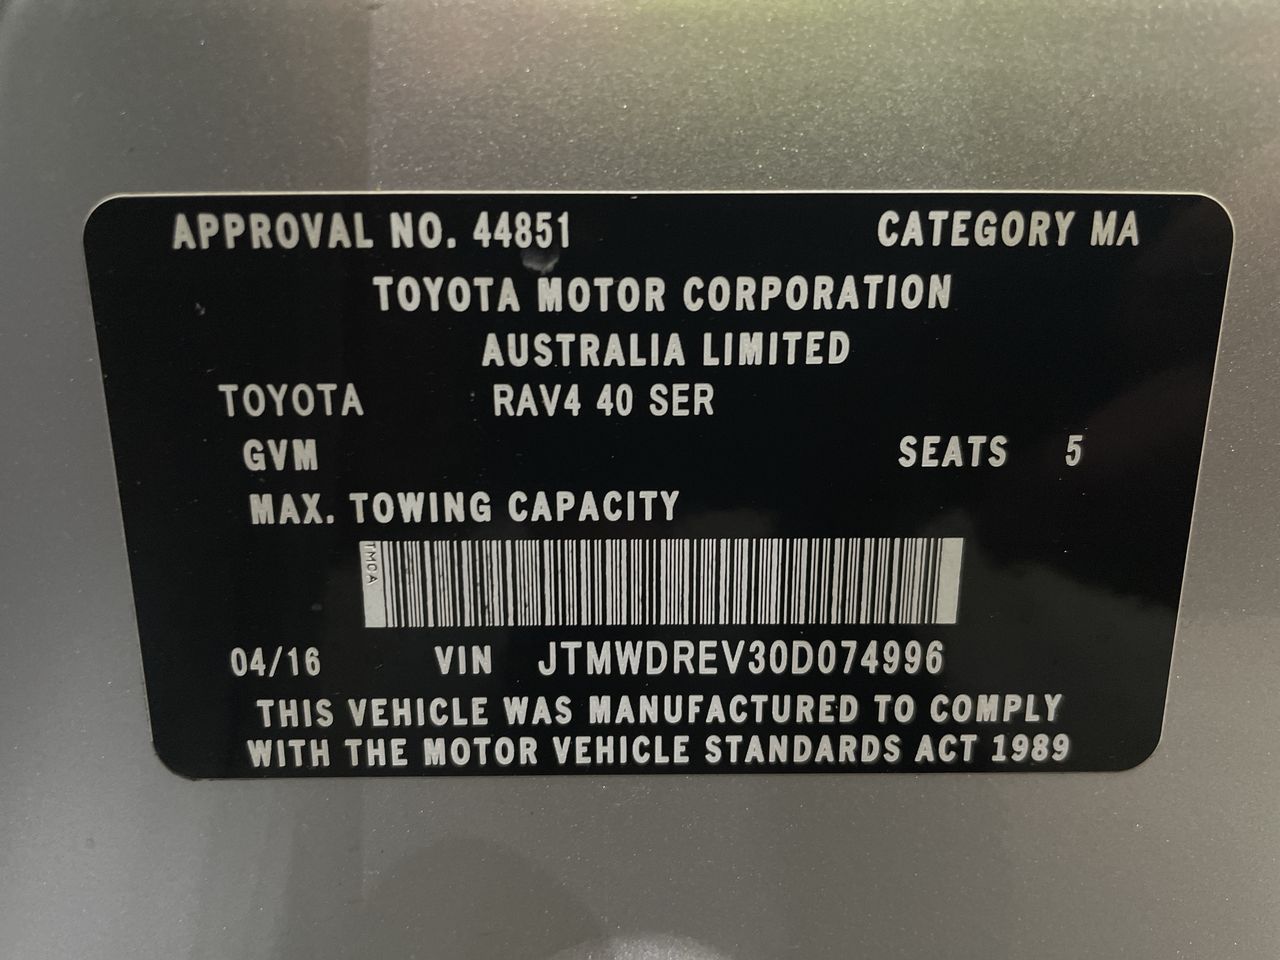 APPROVAL NO. 44851 CATEGORY MA
TOYOTA MOTOR CORPORATION
AUSTRALIA LIMITED
TOYOTA RAV4 40 SER
GVM SEATS 5
MAX. TOWING CAPACITY
TMCA
04/16 VIN JTMWDREV30D074996
THIS VEHICLE WAS MANUFACTURED TO COMPLY
WITH THE MOTOR VEHICLE STANDARDS ACT 1989